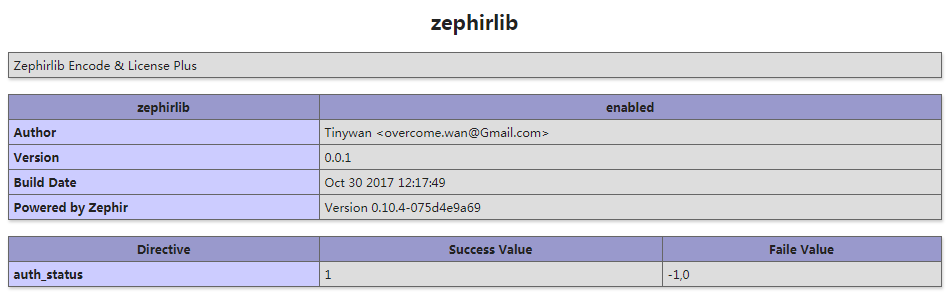 zephirlib
Zephirlib Encode & License Plus
zephirlib enabled
Author Tinywan <overcome.wan@Gmail.com>
Version 0.0.1
Build Date Oct 30 2017 12:17:49
Powered by Zephir Version 0.10.4-075d4e9a69
Directive Success Value Faile Value
auth_status 1 -1,0